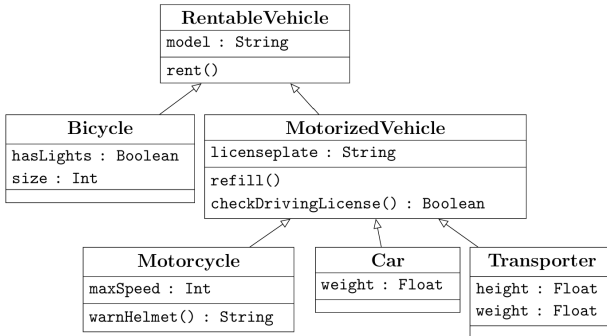 RentableVehicle
model : String
rent()
Bicycle
hasLights : Boolean
size : Int
MotorizedVehicle
licenseplate : String
refill()
checkDrivingLicense() : Boolean
Motorcycle
maxSpeed : Int
warnHelmet() : String
Car
weight : Float
Transporter
height : Float
weight : Float